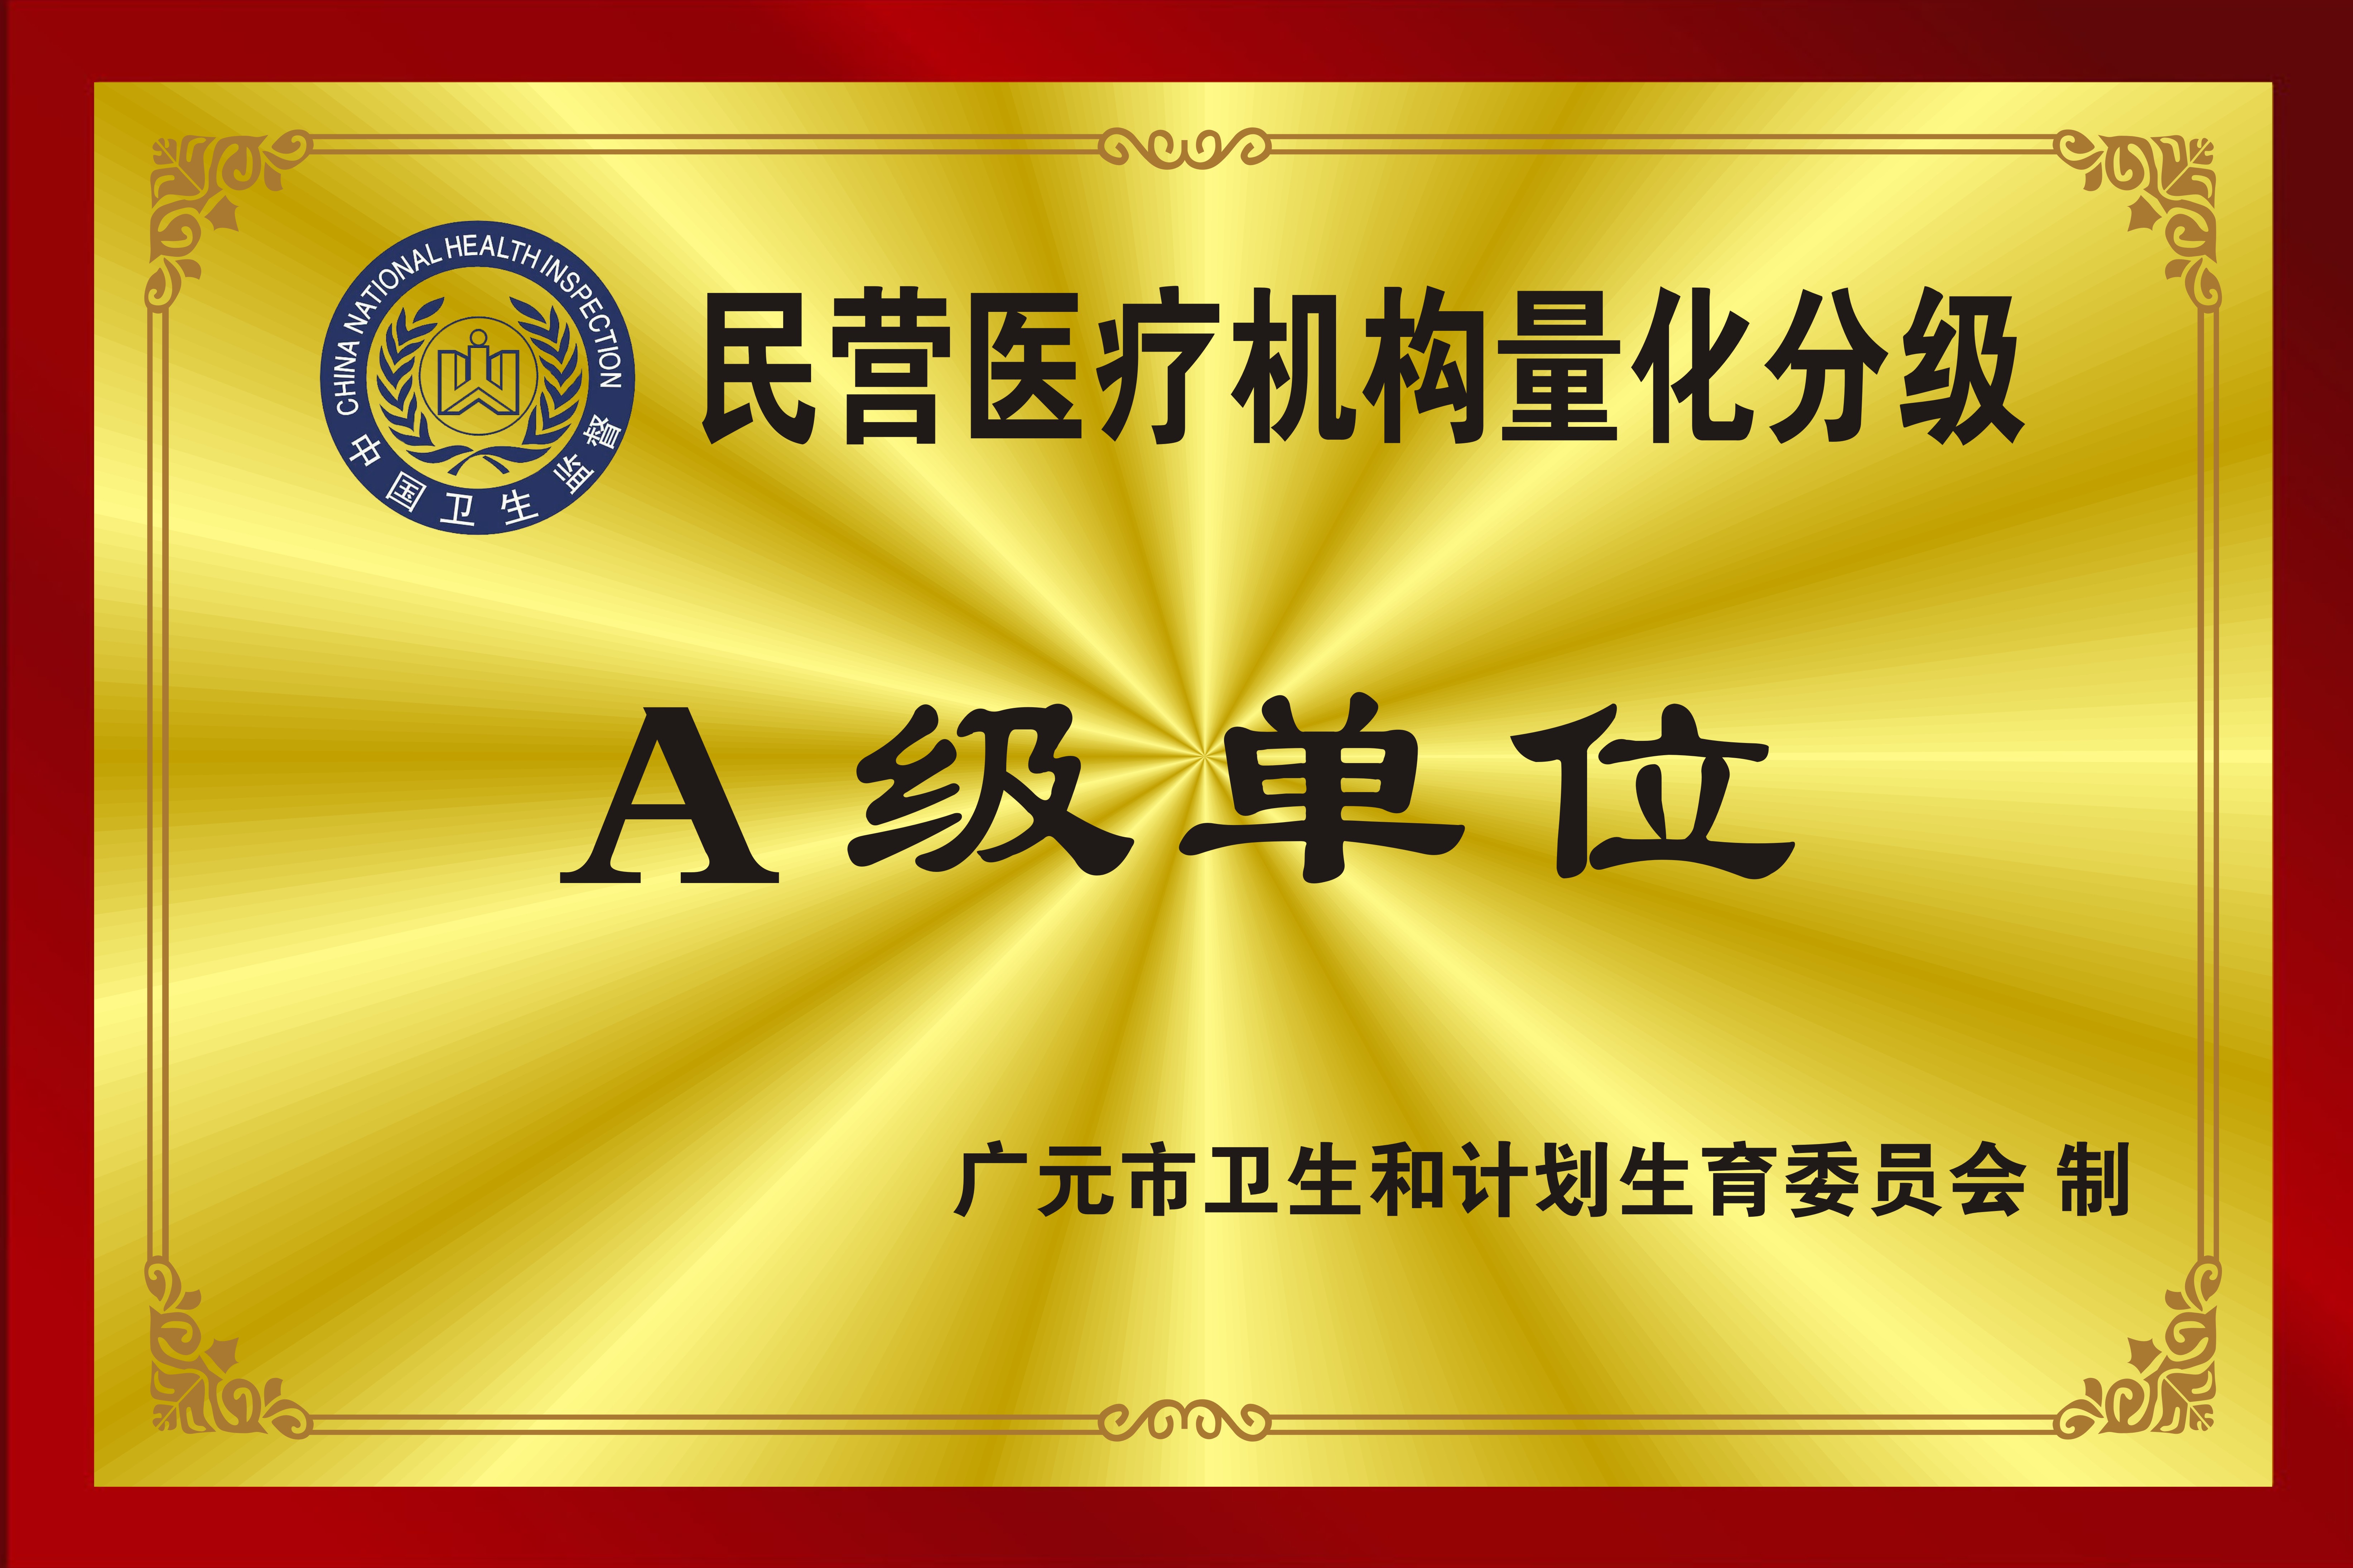 CHINA NATIONAL HEALTH INSPECTION
中国卫生监督
民营医疗机构量化分级
A级单位
广元市卫生和计划生育委员会 制